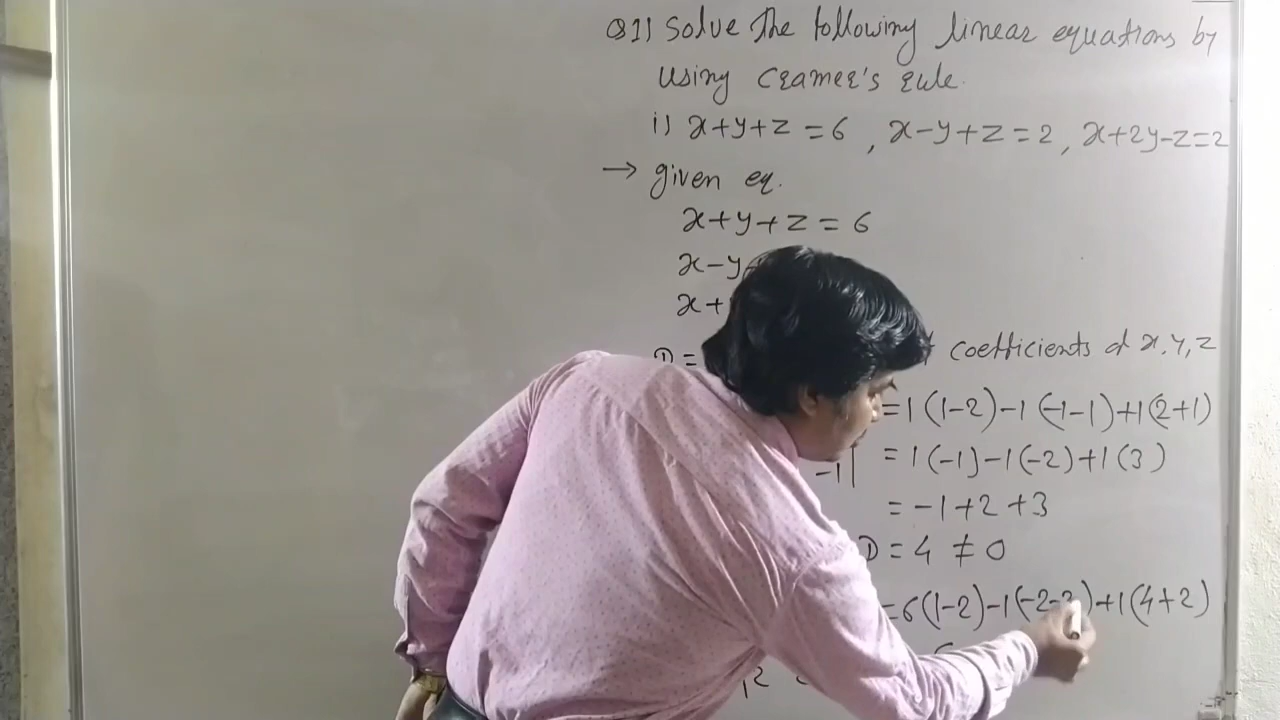 Q1) Solve the following linear equations by
using Cramer's rule.
i) x+y+z = 6 , x-y+z=2, x+2y-z=2
→ given eq.
x+y+z = 6
x-y
x+
D = coefficients of x, y, z
=1(1-2)-1(-1-1)+1(2+1)
-1| = 1(-1)-1(-2)+1(3)
= -1+2+3
D = 4 ≠ 0
=6(1-2)-1(-2-2)+1(4+2)